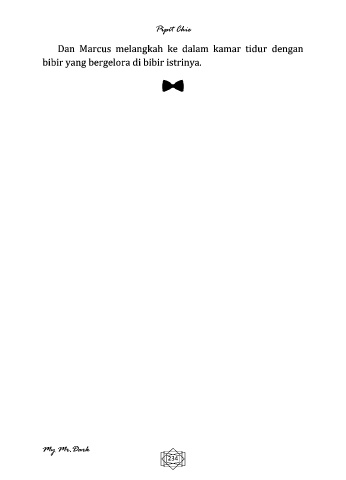 Pipit Chie
Dan Marcus melangkah ke dalam kamar tidur dengan
bibir yang bergelora di bibir istrinya.
My Mr. Dark
234